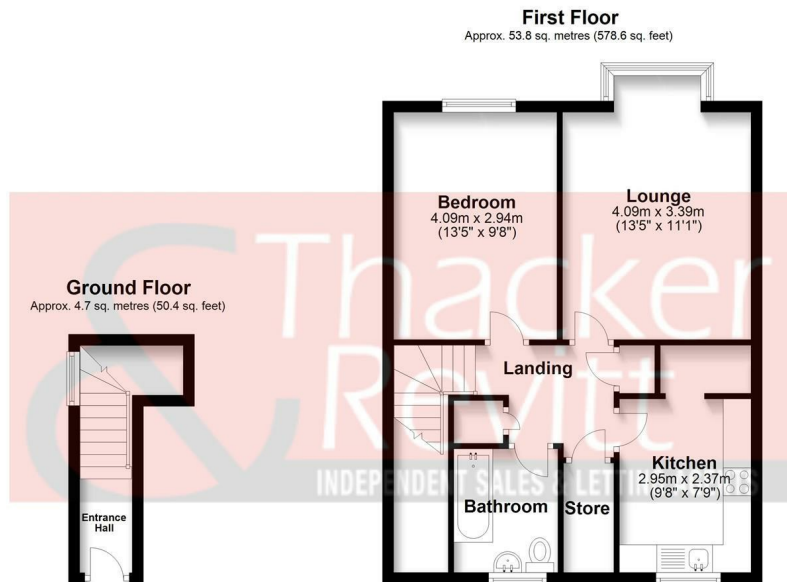 First Floor
Approx. 53.8 sq. metres (578.6 sq. feet)
Bedroom
4.09m x 2.94m
(13'5" x 9'8")
Lounge
4.09m x 3.39m
(13'5" x 11'1")
Ground Floor
Approx. 4.7 sq. metres (50.4 sq. feet)
& Thacker
Revitt
INDEPENDENT SALES & LETTING
Landing
Kitchen
2.95m x 2.37m
(9'8" x 7'9")
Bathroom
Store
Entrance
Hall